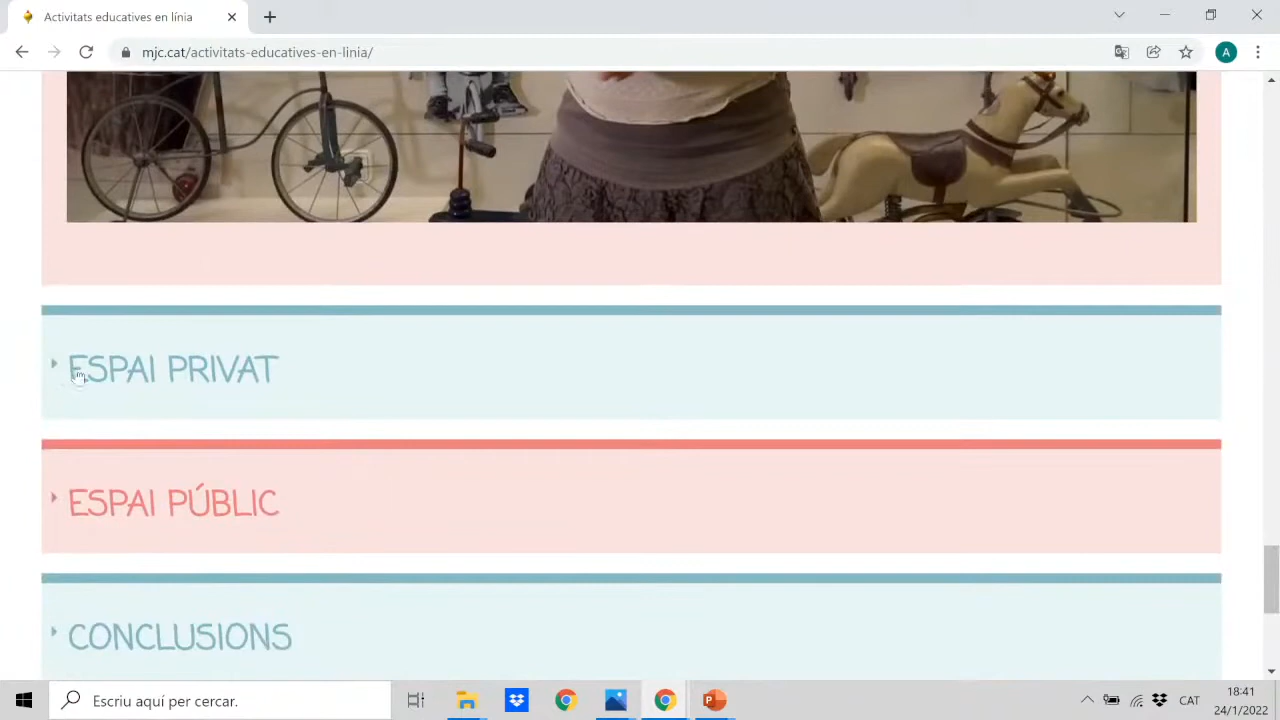 Activitats educatives en línia
mjc.cat/activitats-educatives-en-linia/
A
ESPAI PRIVAT
ESPAI PÚBLIC
CONCLUSIONS
Escriu aquí per cercar.
CAT
18:41
24/1/2022